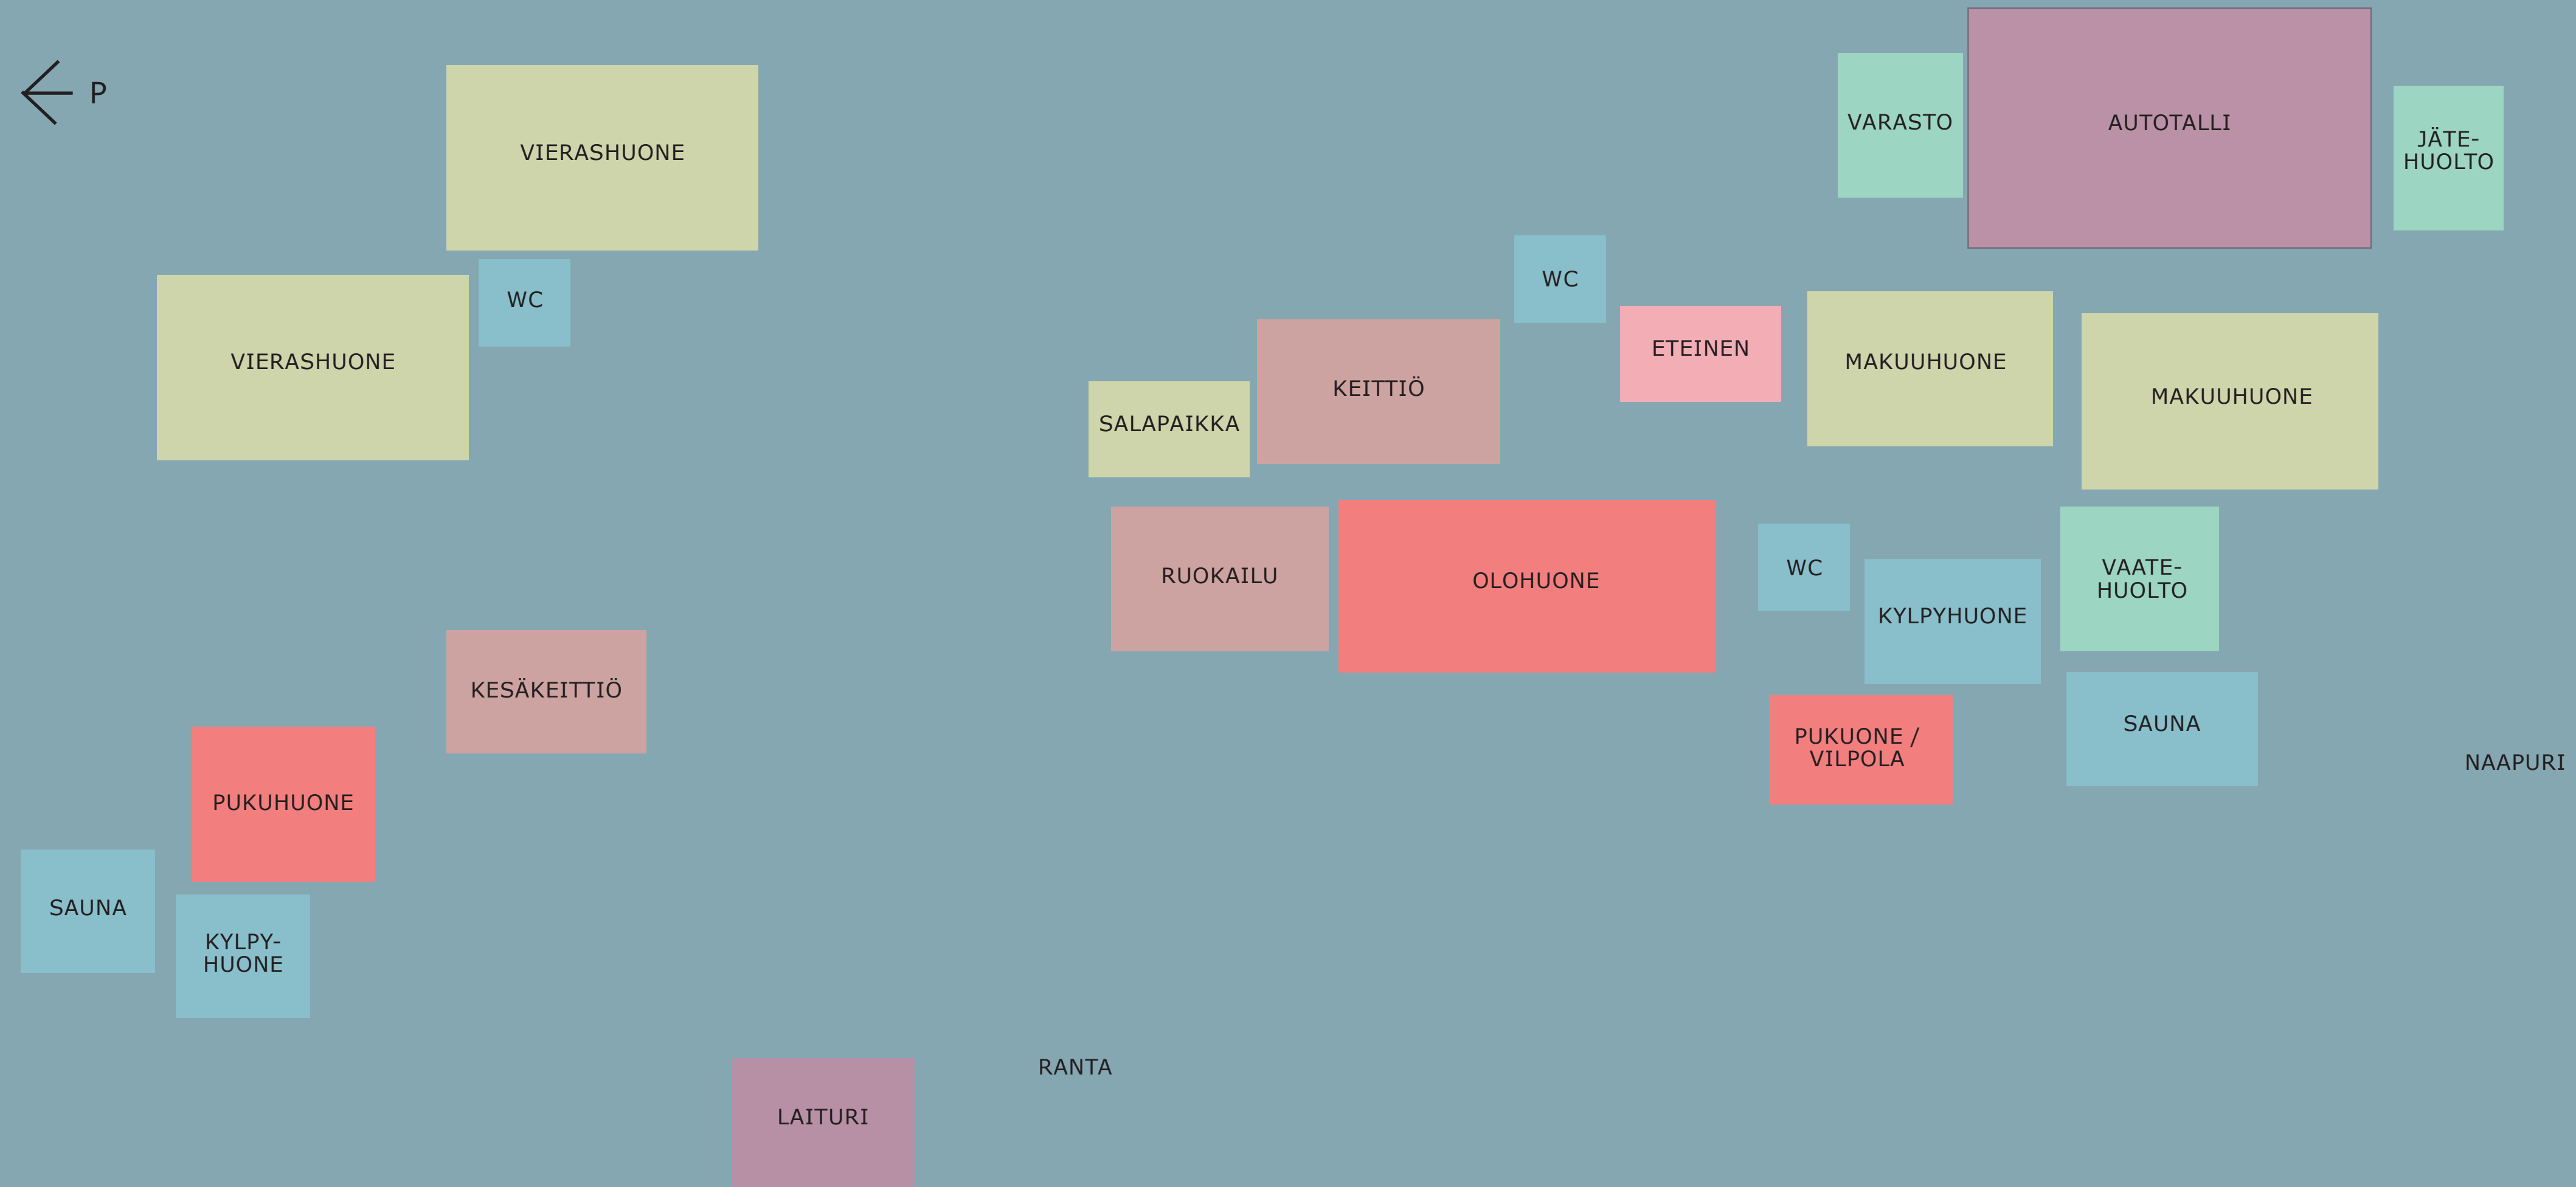 P
VIERASHUONE
VARASTO
AUTOTALLI
JÄTE-
HUOLTO
VIERASHUONE
WC
WC
SALAPAIKKA
KEITTIÖ
ETEINEN
MAKUUHUONE
MAKUUHUONE
RUOKAILU
OLOHUONE
WC
KYLPYHUONE
VAATE-
HUOLTO
KESÄKEITTIÖ
PUKUONE /
VILPOLA
SAUNA
NAAPURI
PUKUHUONE
SAUNA
KYLPY-
HUONE
RANTA
LAITURI